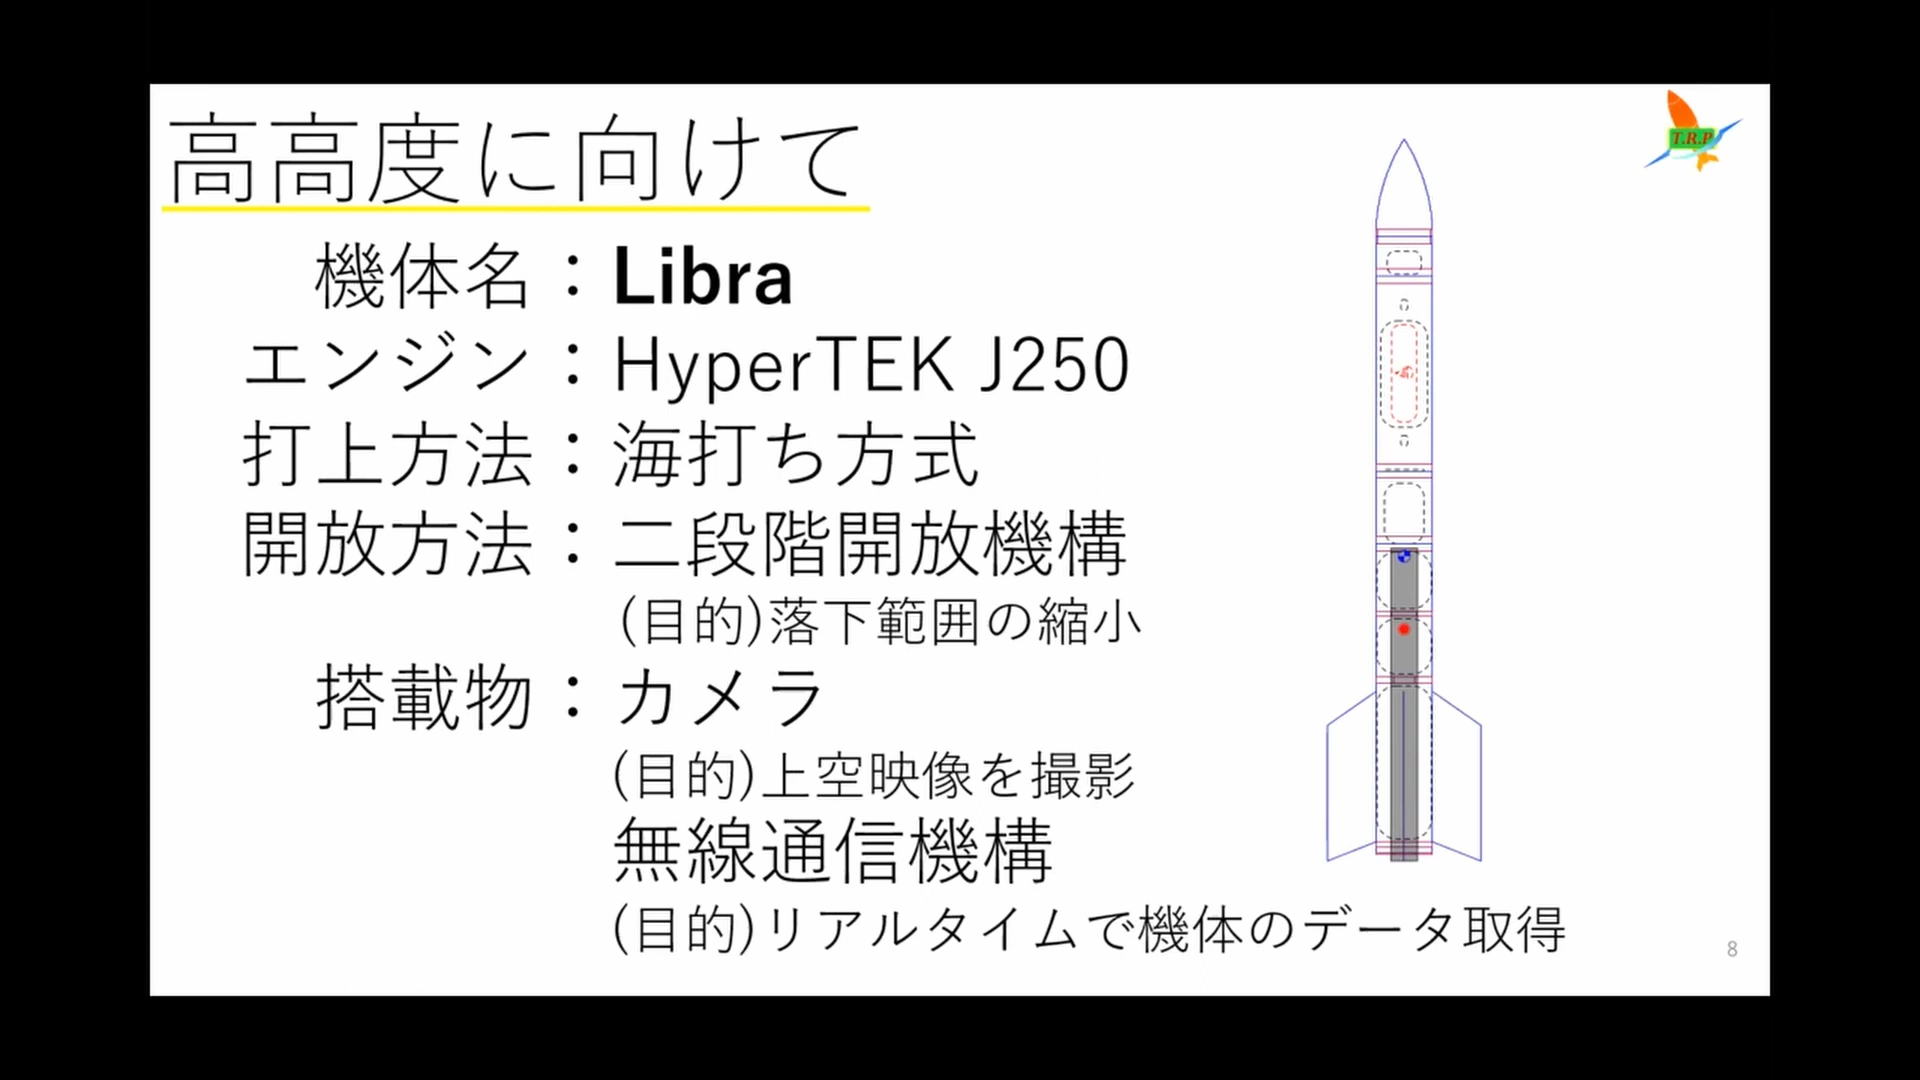 高高度に向けて
T.R.P
機体名：Libra
エンジン：HyperTEK J250
打上方法：海打ち方式
開放方法：二段階開放機構
(目的)落下範囲の縮小
搭載物：カメラ
(目的)上空映像を撮影
無線通信機構
(目的)リアルタイムで機体のデータ取得
8